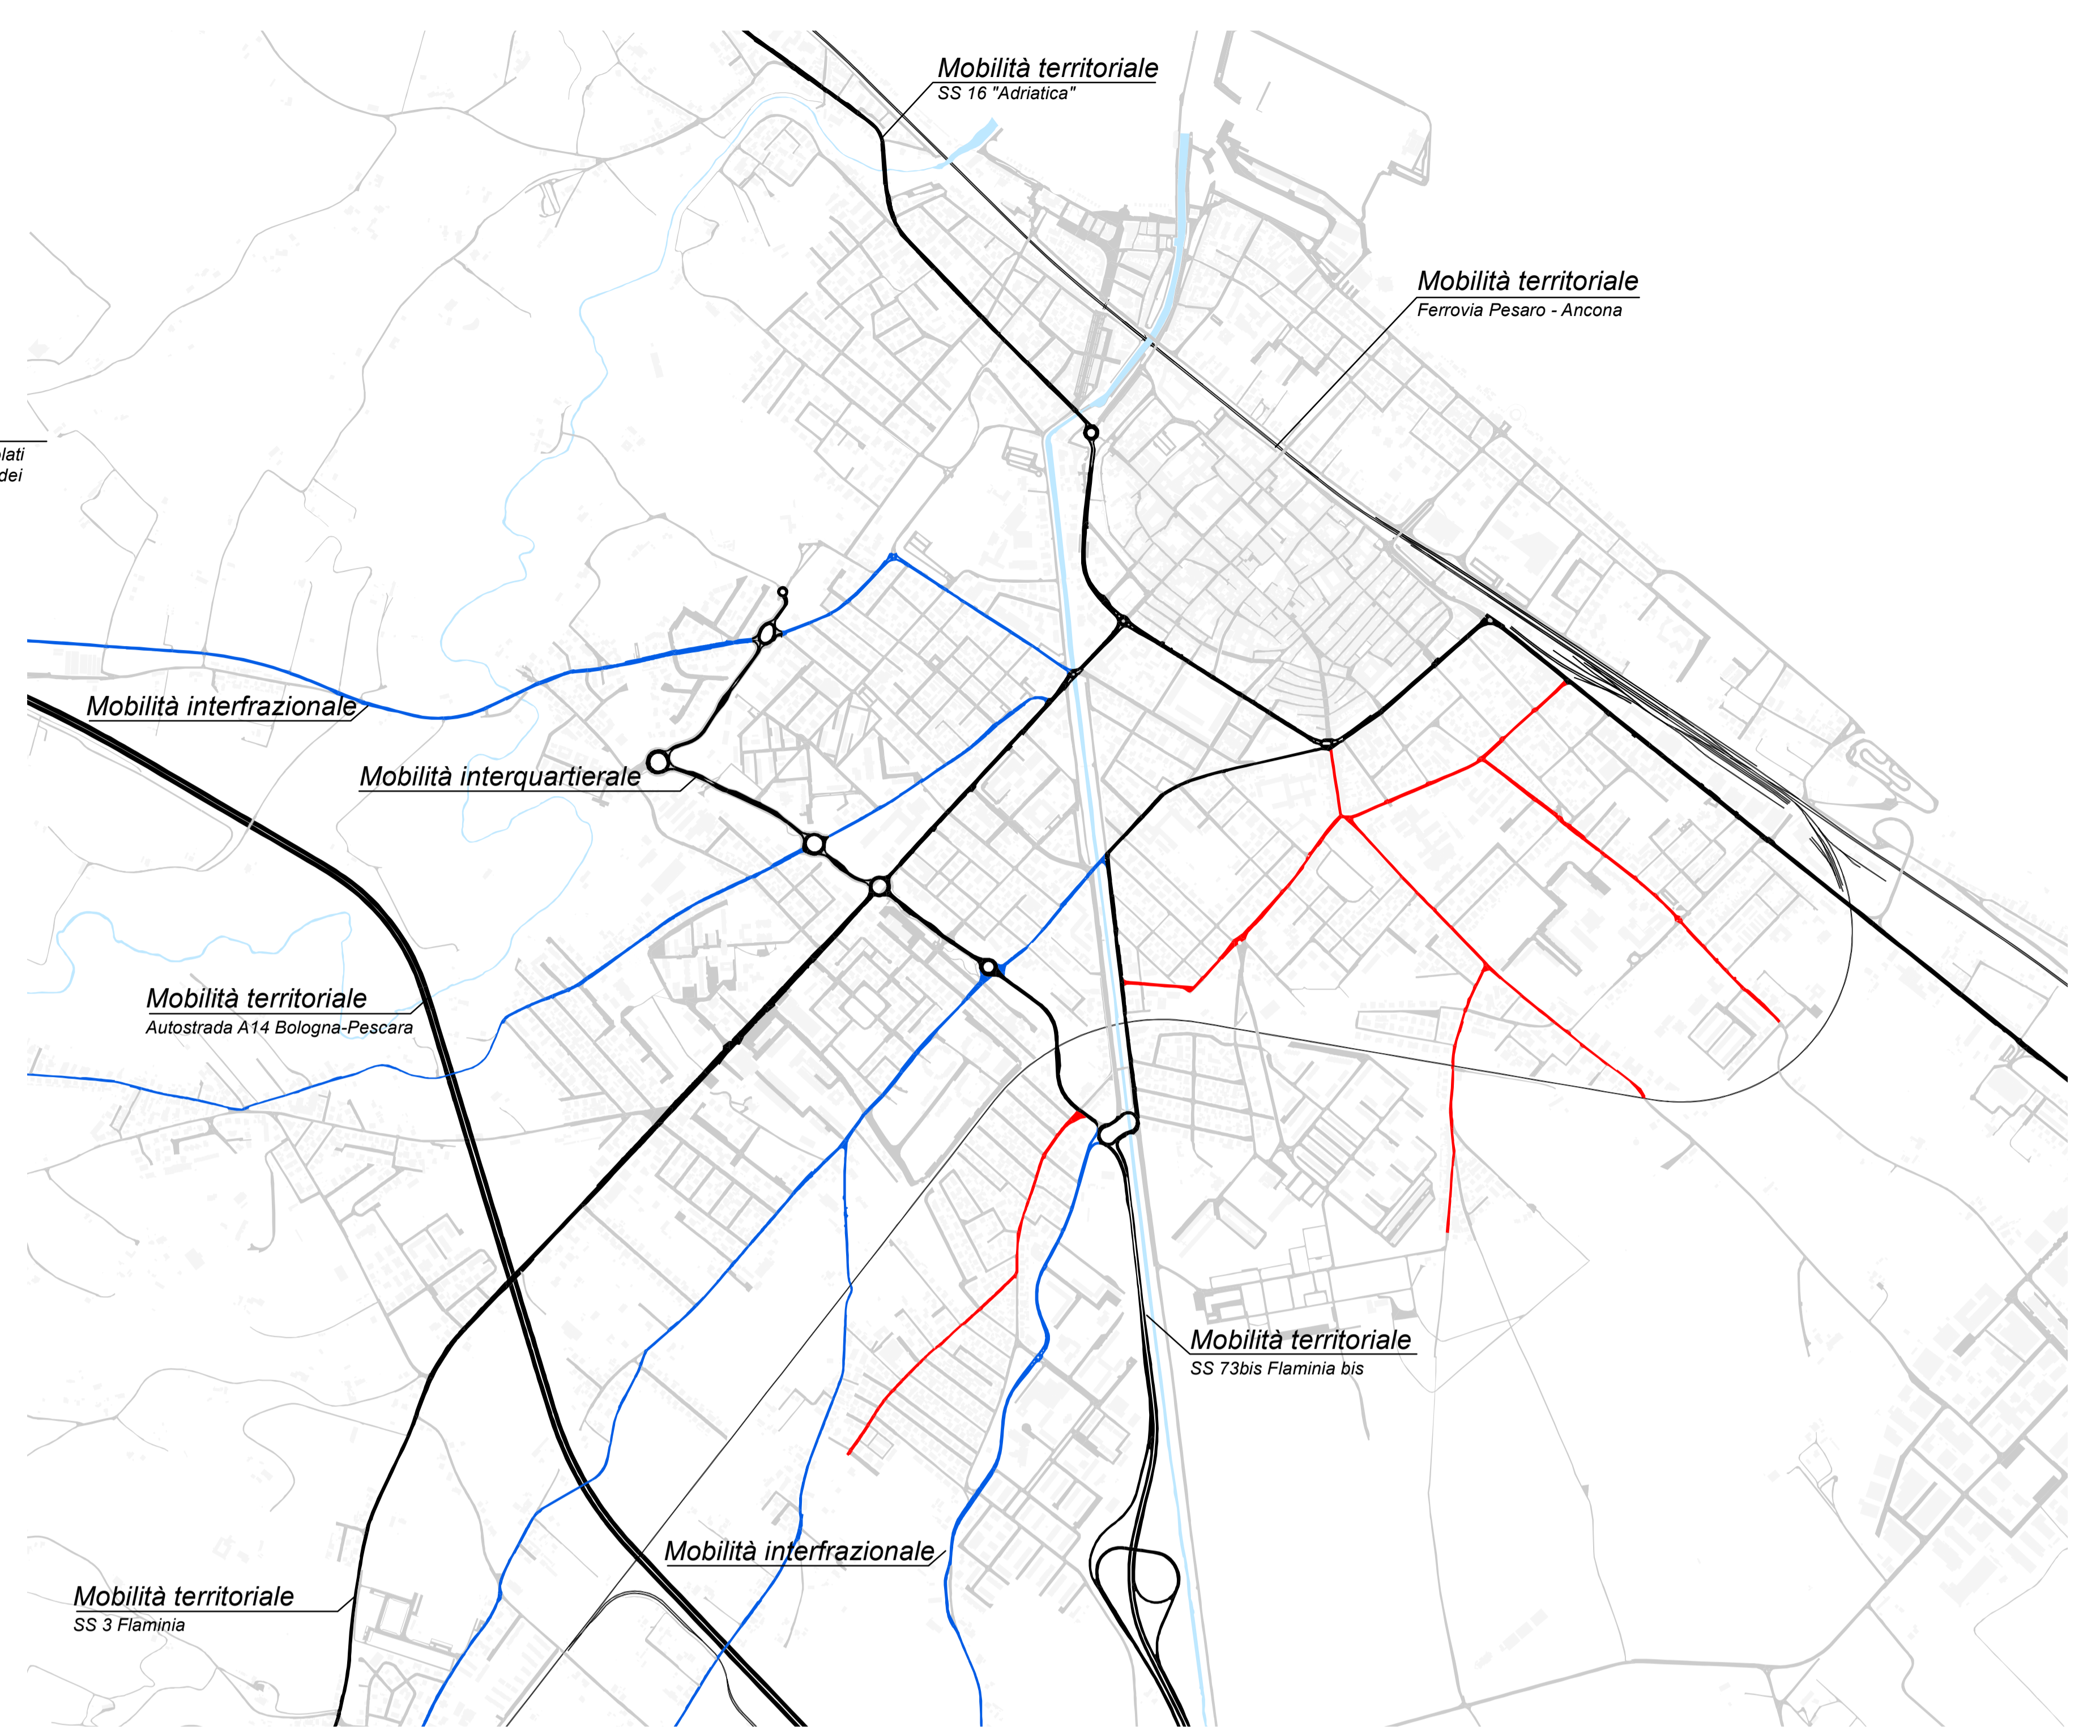 Mobilità territoriale
SS 16 "Adriatica"
Mobilità territoriale
Ferrovia Pesaro - Ancona
lati
dei
Mobilità interfrazionale
Mobilità interquartierale
Mobilità territoriale
Autostrada A14 Bologna-Pescara
Mobilità territoriale
SS 73bis Flaminia bis
Mobilità interfrazionale
Mobilità territoriale
SS 3 Flaminia